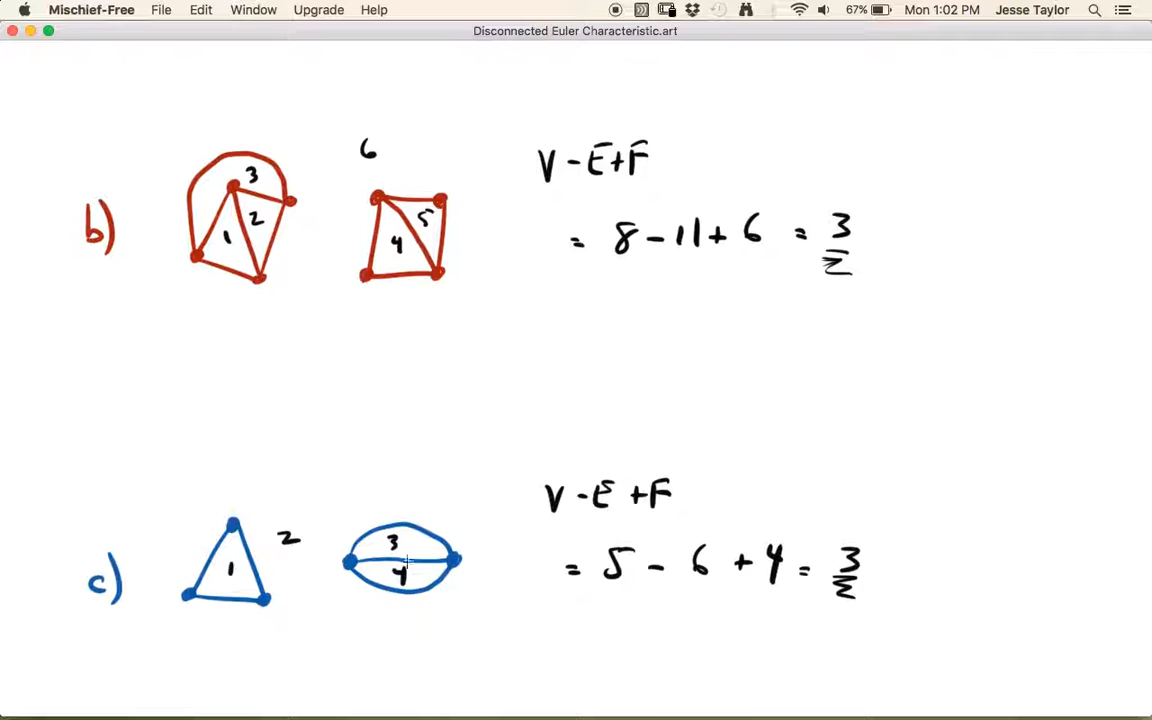 Mischief-Free File Edit Window Upgrade Help 67% Mon 1:02 PM Jesse Taylor
Disconnected Euler Characteristic.art
6
V - E + F
3
b)
2
1
5
4
= 8 - 11 + 6 = 3
V - E + F
2
3
c)
1
4
= 5 - 6 + 4 = 3